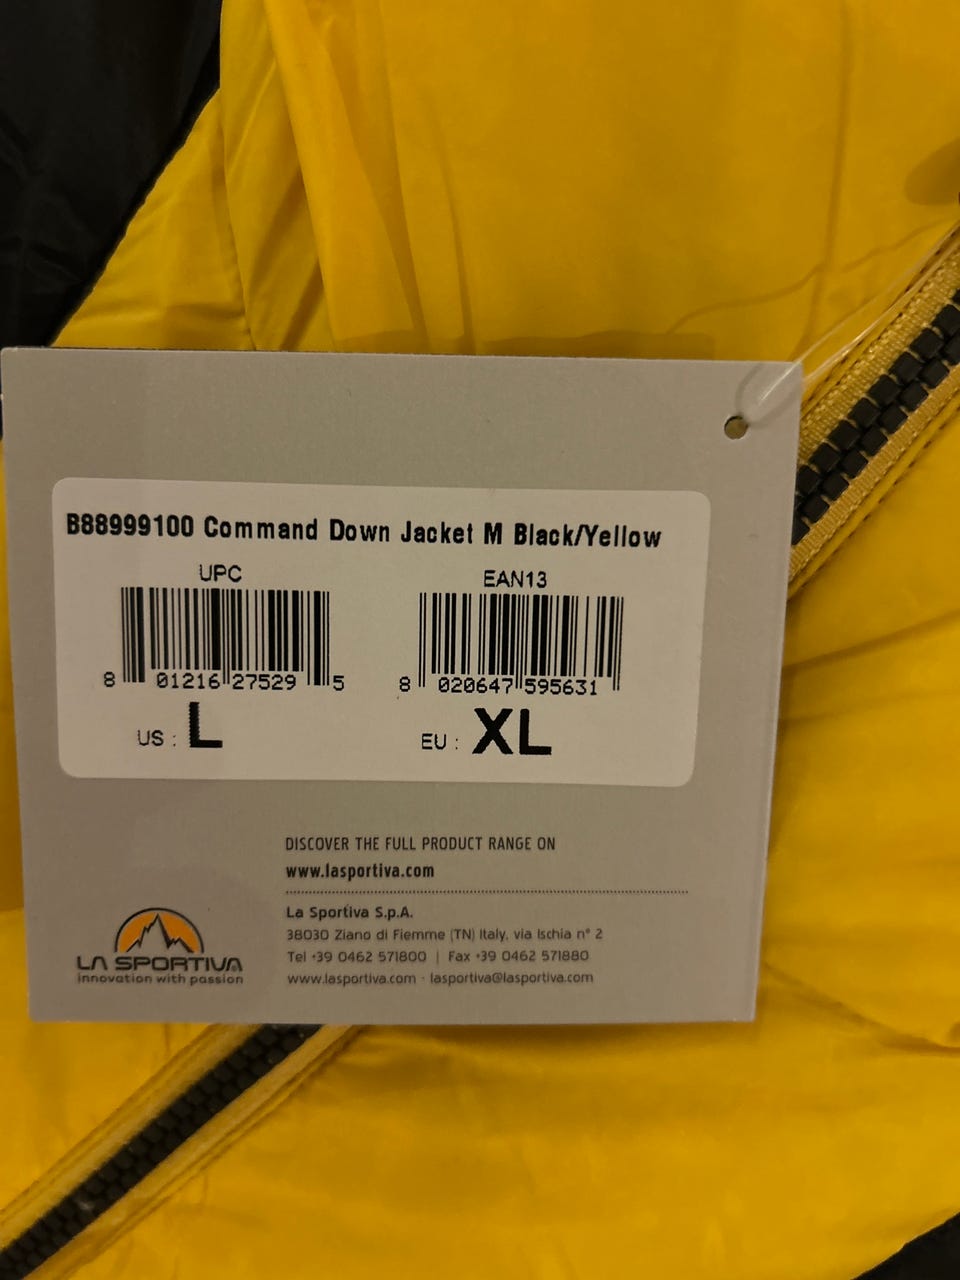 B88999100 Command Down Jacket M Black/Yellow
UPC
EAN13
8 01216 27529 5
8 020647 595631
US : L
EU : XL
DISCOVER THE FULL PRODUCT RANGE ON
www.lasportiva.com
La Sportiva S.p.A.
38030 Ziano di Fiemme (TN) Italy, via Ischia n° 2
Tel +39 0462 571800 | Fax +39 0462 571880
www.lasportiva.com - lasportiva@lasportiva.com
LA SPORTIVA®
innovation with passion